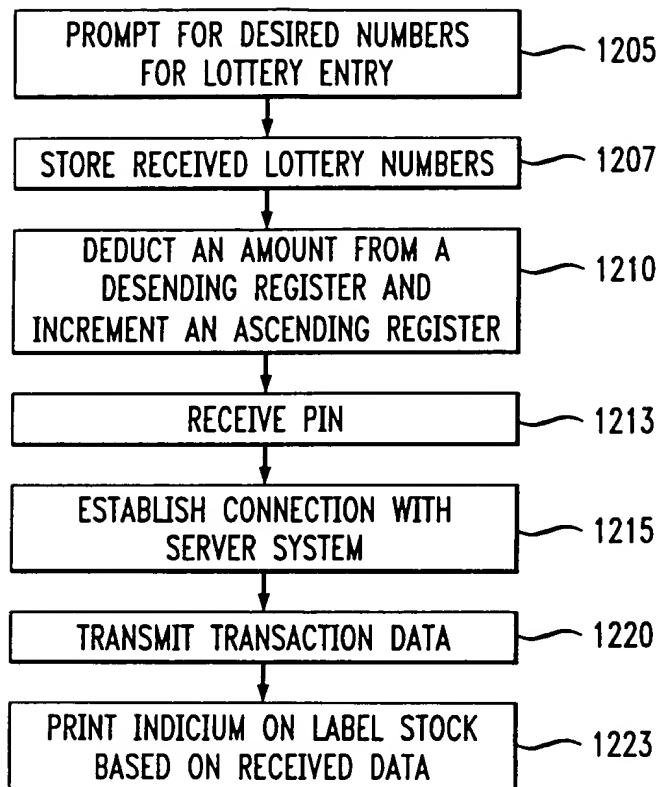 PROMPT FOR DESIRED NUMBERS
FOR LOTTERY ENTRY
1205
STORE RECEIVED LOTTERY NUMBERS
1207
DEDUCT AN AMOUNT FROM A
DESENDING REGISTER AND
INCREMENT AN ASCENDING REGISTER
1210
RECEIVE PIN
1213
ESTABLISH CONNECTION WITH
SERVER SYSTEM
1215
TRANSMIT TRANSACTION DATA
1220
PRINT INDICIUM ON LABEL STOCK
BASED ON RECEIVED DATA
1223